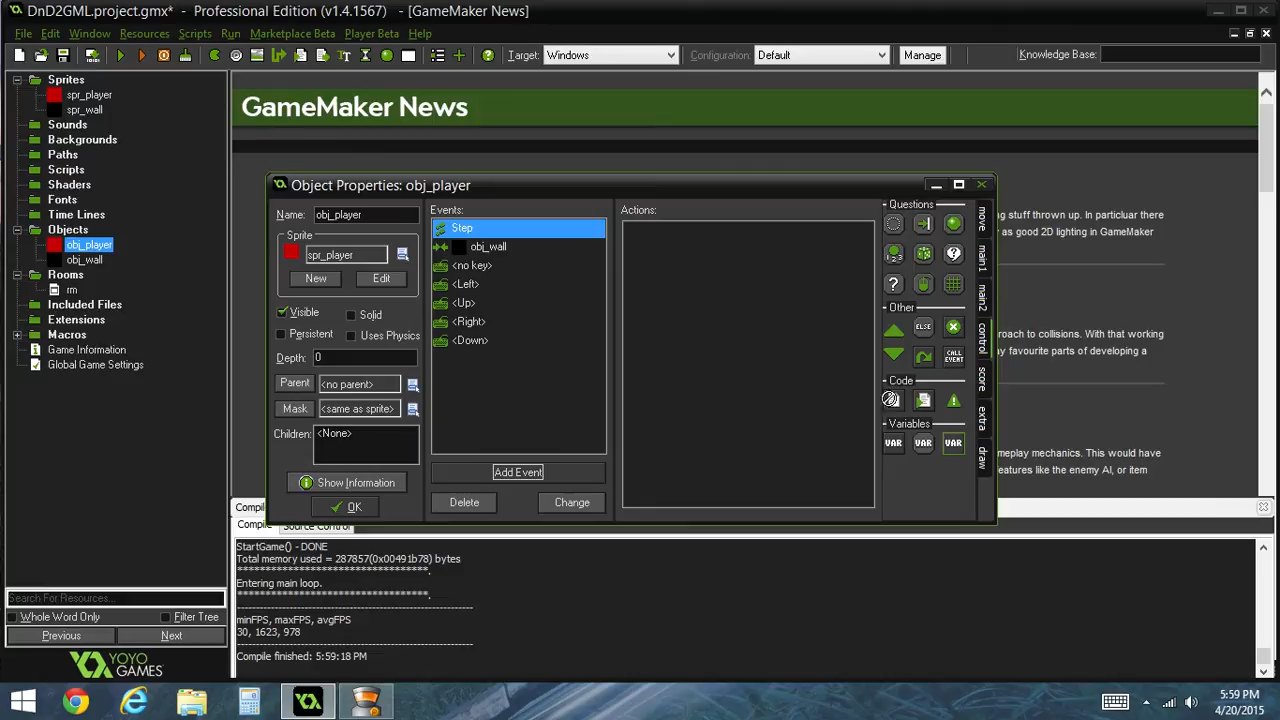 DnD2GML.project.gmx* - Professional Edition (v1.4.1567) - [GameMaker News]
File Edit Window Resources Scripts Run Marketplace Beta Player Beta Help
Target: Windows Configuration: Default Manage Knowledge Base:
Sprites
spr_player
spr_wall
Sounds
Backgrounds
Paths
Scripts
Shaders
Fonts
Time Lines
Objects
obj_player
obj_wall
Rooms
rm
Included Files
Extensions
Macros
Game Information
Global Game Settings
Search For Resources...
Whole Word Only Filter Tree
Previous Next
YOYO
GAMES
GameMaker News
ng stuff thrown up. In particluar there
as good 2D lighting in GameMaker
proach to collisions. With that working
y favourite parts of developing a
meplay mechanics. This would have
eatures like the enemy AI, or item
Object Properties: obj_player
Name: obj_player
Sprite
spr_player
New Edit
Visible Solid
Persistent Uses Physics
Depth: 0
Parent <no parent>
Mask <same as sprite>
Children: <None>
Show Information
OK
Events:
Step
obj_wall
<no key>
<Left>
<Up>
<Right>
<Down>
Add Event
Delete Change
Actions:
Questions
Other
ELSE
CALL
EVENT
Code
Variables
VAR VAR VAR
move
main1
main2
control
score
extra
draw
Compil
Compile Source Control
StartGame() - DONE
Total memory used = 287857(0x00491b78) bytes
**********************************.
Entering main loop.
**********************************.
---------------------------------------------------------------
minFPS, maxFPS, avgFPS
30, 1623, 978
---------------------------------------------------------------
Compile finished: 5:59:18 PM
5:59 PM
4/20/2015